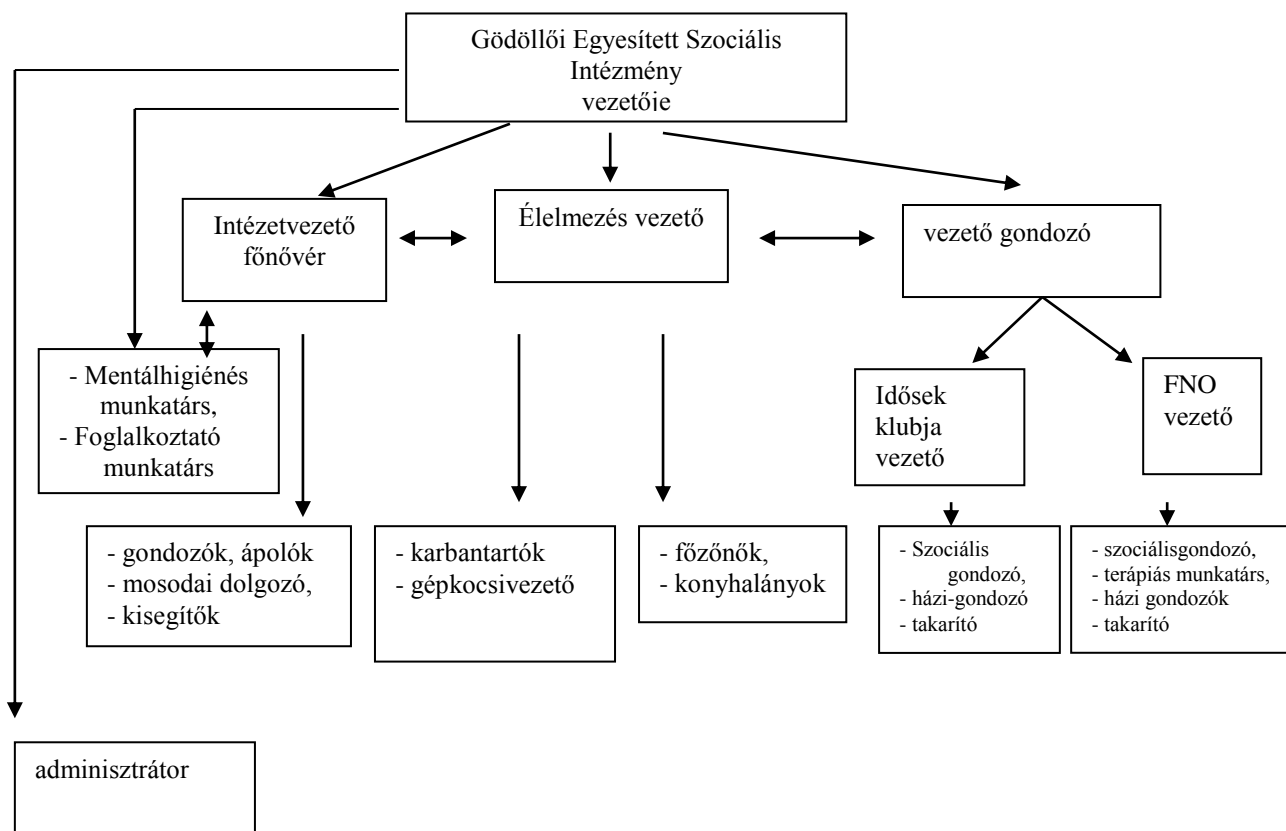 Gödöllői Egyesített Szociális
Intézmény
vezetője
Intézetvezető
főnővér
Élelmezés vezető
vezető gondozó
- Mentálhigiénés
munkatárs,
- Foglalkoztató
munkatárs
Idősek
klubja
vezető
FNO
vezető
- gondozók, ápolók
- mosodai dolgozó,
- kisegítők
- karbantartók
- gépkocsivezető
- főzőnők,
- konyhalányok
- Szociális
gondozó,
- házi-gondozó
- takarító
- szociálisgondozó,
- terápiás munkatárs,
- házi gondozók
- takarító
adminisztrátor